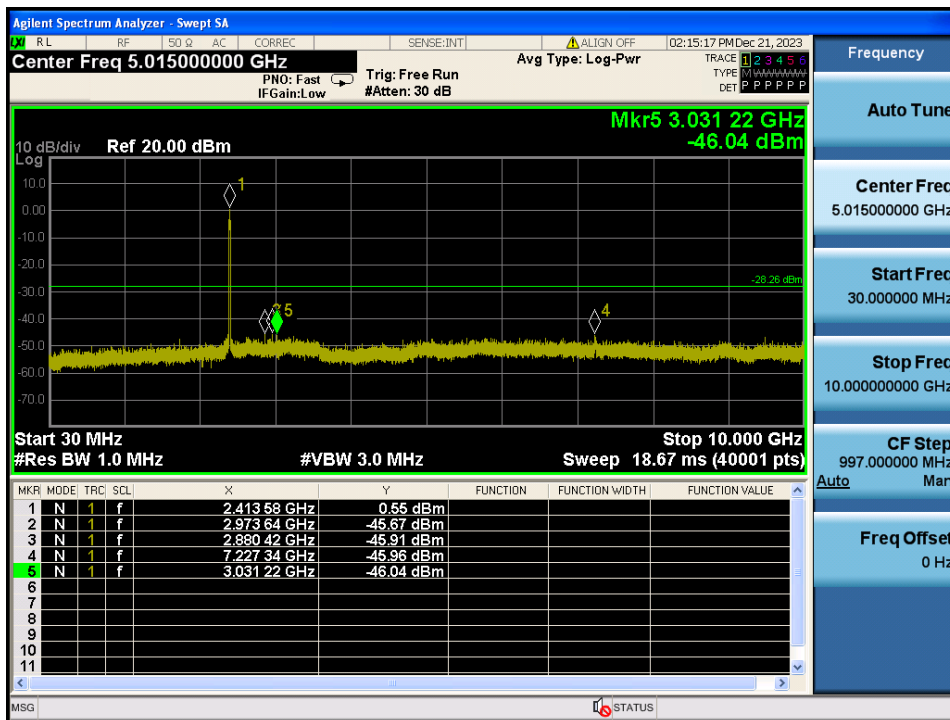 Agilent Spectrum Analyzer - Swept SA
LXI RL RF 50 Ω AC CORREC SENSE:INT ALIGN OFF 02:15:17 PM Dec 21, 2023
Center Freq 5.015000000 GHz
PNO: Fast
IFGain:Low
Trig: Free Run
#Atten: 30 dB
Avg Type: Log-Pwr
TRACE 1 2 3 4 5 6
TYPE M
DET P P P P P P
Mkr5 3.031 22 GHz
-46.04 dBm
10 dB/div Ref 20.00 dBm
Log
10.0
0.00
-10.0
-20.0
-30.0
-40.0
-50.0
-60.0
-70.0
1
5
4
-28.26 dBm
Start 30 MHz Stop 10.000 GHz
#Res BW 1.0 MHz #VBW 3.0 MHz Sweep 18.67 ms (40001 pts)
MKR MODE TRC SCL X Y FUNCTION FUNCTION WIDTH FUNCTION VALUE
1 N 1 f 2.413 58 GHz 0.55 dBm
2 N 1 f 2.973 64 GHz -45.67 dBm
3 N 1 f 2.880 42 GHz -45.91 dBm
4 N 1 f 7.227 34 GHz -45.96 dBm
5 N 1 f 3.031 22 GHz -46.04 dBm
6
7
8
9
10
11
MSG STATUS
Frequency
Auto Tune
Center Freq
5.015000000 GHz
Start Freq
30.000000 MHz
Stop Freq
10.000000000 GHz
CF Step
997.000000 MHz
Auto Man
Freq Offset
0 Hz